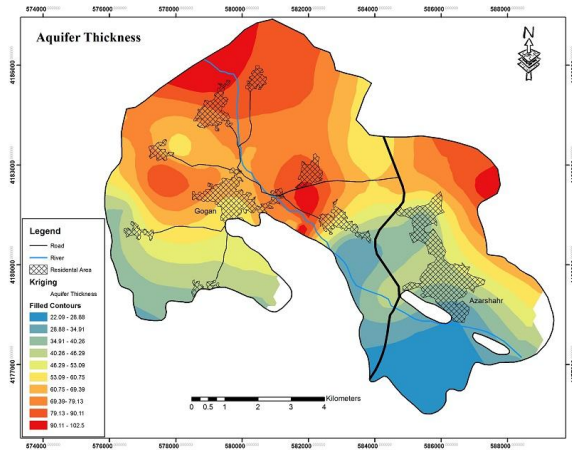 574000 576000 578000 580000 582000 584000 586000 588000
Aquifer Thickness
N
4186000
4183000
4180000
4177000
Gogan
Azarshahr
Legend
Road
River
Residental Area
Kriging
Aquifer Thickness
Filled Contours
22.09 - 28.88
28.88 - 34.91
34.91 - 40.26
40.26 - 46.29
46.29 - 53.09
53.09 - 60.75
60.75 - 69.39
69.39 - 79.13
79.13 - 90.11
90.11 - 102.5
Kilometers
0 0.5 1 2 3 4
574000 576000 578000 580000 582000 584000 586000 588000